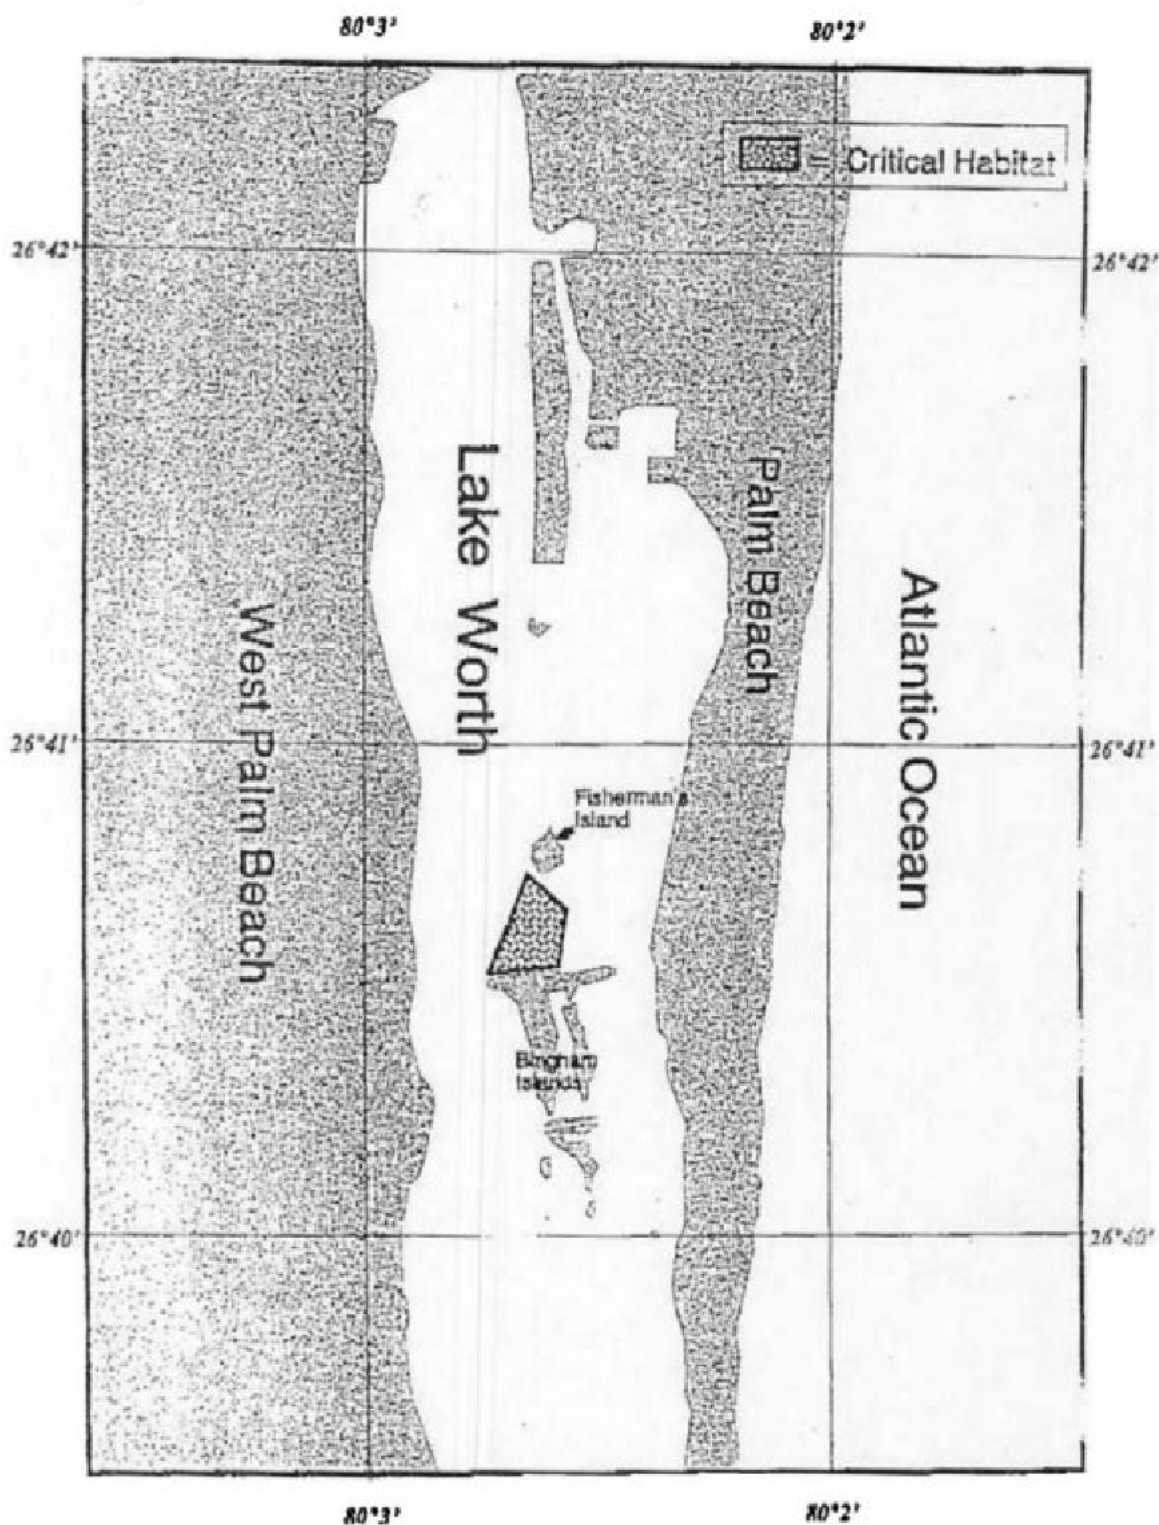 80°3' 80°2'
= Critical Habitat
26°42' 26°42'
Lake Worth
Palm Beach
Atlantic Ocean
West Palm Beach
26°41' 26°41'
Fisherman's
Island
Bingham
Islands
26°40' 26°40'
80°3' 80°2'